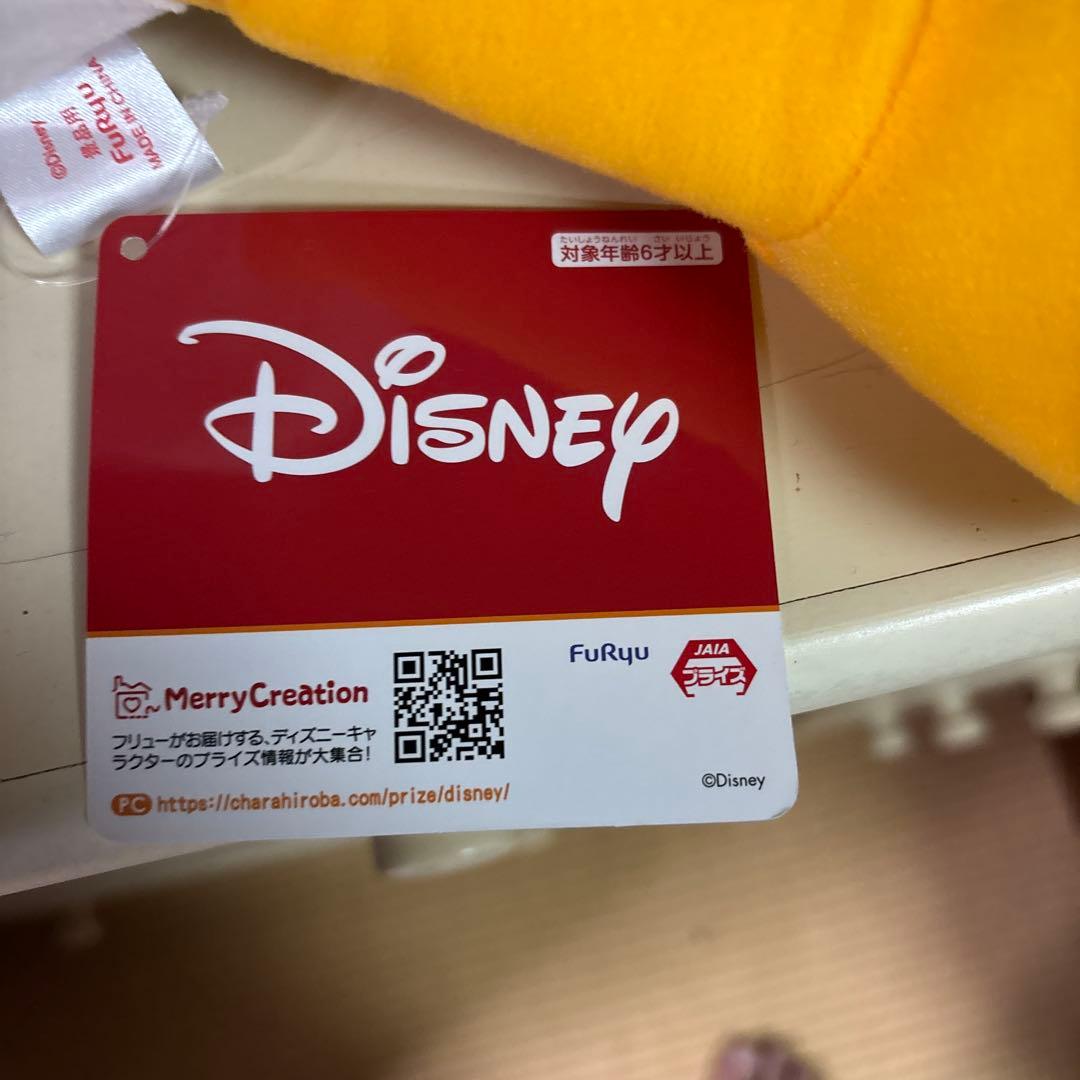 ©Disney
景品用
FuRyu
MADE IN CHINA
たいしょうねんれい さい いじょう
対象年齢6才以上
Disney
MerryCreation
フリューがお届けする、ディズニーキャ
ラクターのプライズ情報が大集合!
PC https://charahiroba.com/prize/disney/
FuRyu
JAIA
プライズ
©Disney